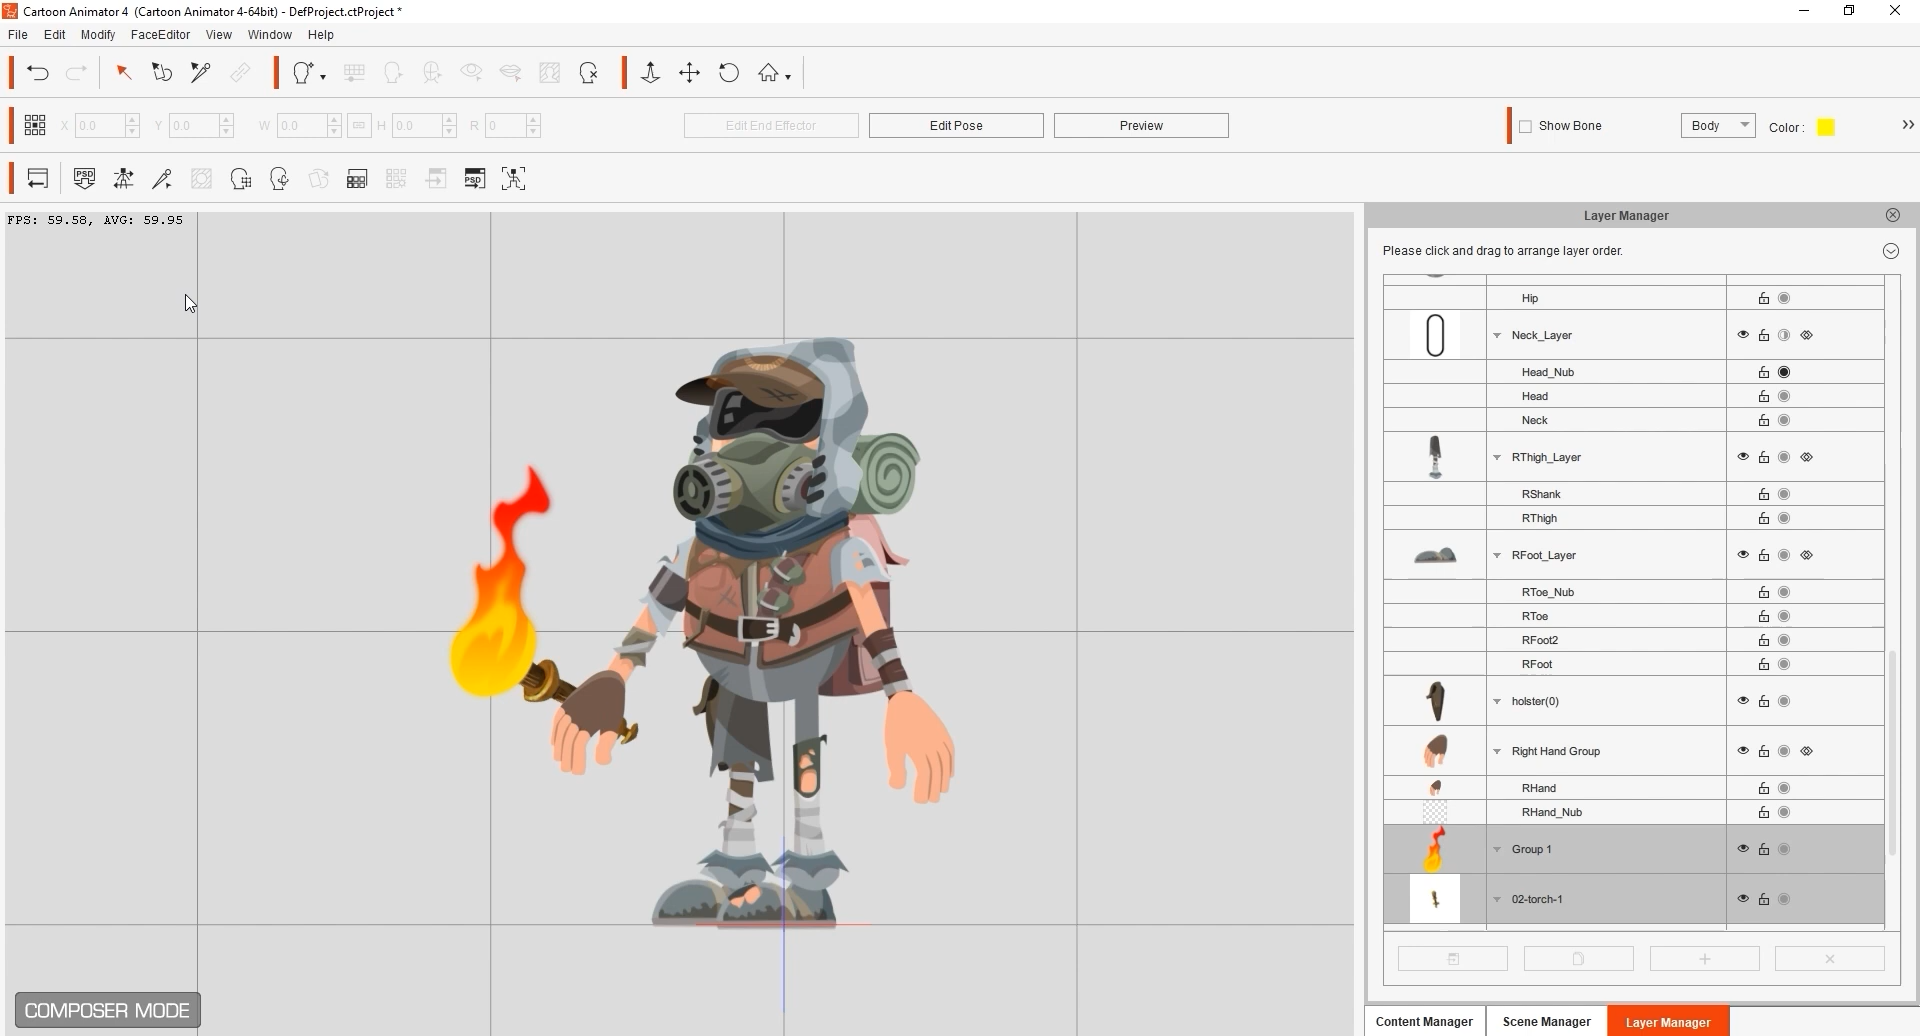 Cartoon Animator 4  (Cartoon Animator 4-64bit) - DefProject.ctProject *
File Edit Modify FaceEditor View Window Help
X 0.0 Y 0.0 W 0.0 H 0.0 R 0 Edit End Effector Edit Pose Preview Show Bone Body Color :
PSD PSD
FPS: 59.58, AVG: 59.95
Layer Manager
Please click and drag to arrange layer order.
Hip
Neck_Layer
Head_Nub
Head
Neck
RThigh_Layer
RShank
RThigh
RFoot_Layer
RToe_Nub
RToe
RFoot2
RFoot
holster(0)
Right Hand Group
RHand
RHand_Nub
Group 1
02-torch-1
COMPOSER MODE
Content Manager Scene Manager Layer Manager